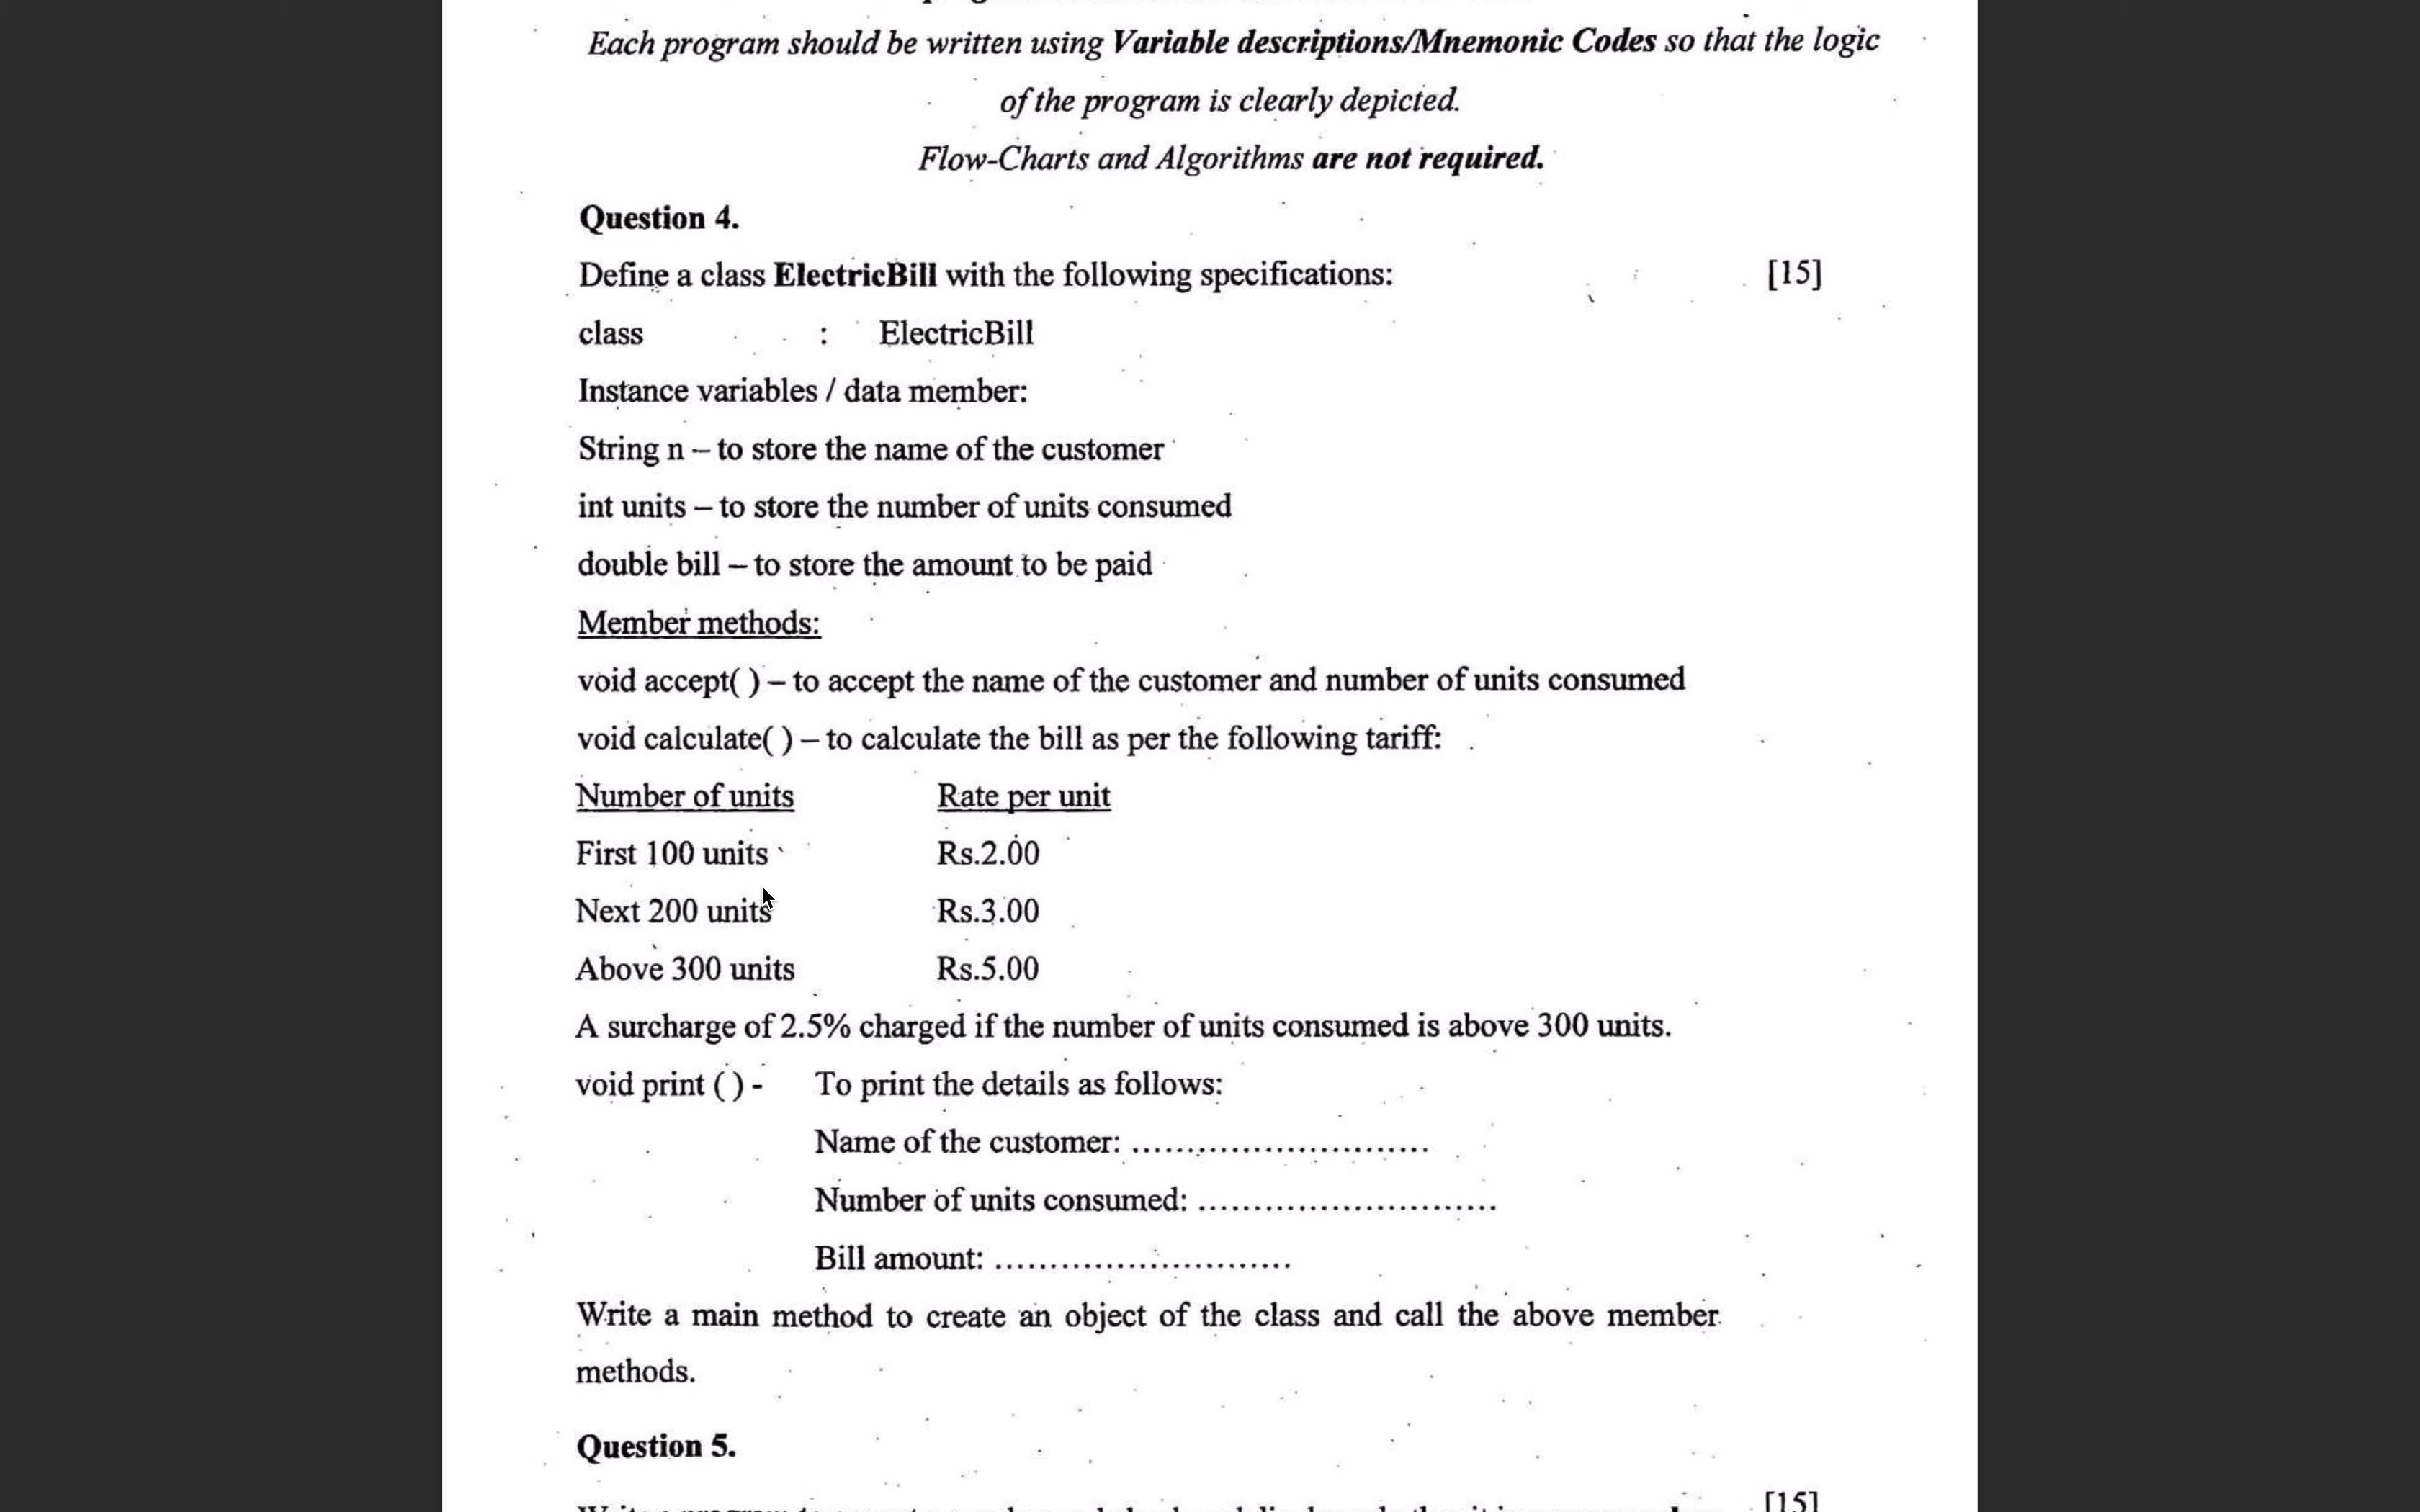 Each program should be written using Variable descriptions/Mnemonic Codes so that the logic
of the program is clearly depicted.
Flow-Charts and Algorithms are not required.
Question 4.
Define a class ElectricBill with the following specifications: [15]
class : ElectricBill
Instance variables / data member:
String n – to store the name of the customer
int units – to store the number of units consumed
double bill – to store the amount to be paid
Member methods:
void accept( ) – to accept the name of the customer and number of units consumed
void calculate( ) – to calculate the bill as per the following tariff:
Number of units Rate per unit
First 100 units Rs.2.00
Next 200 units Rs.3.00
Above 300 units Rs.5.00
A surcharge of 2.5% charged if the number of units consumed is above 300 units.
void print ( ) - To print the details as follows:
Name of the customer: ...........................
Number of units consumed: ...........................
Bill amount: ...........................
Write a main method to create an object of the class and call the above member
methods.
Question 5.
[15]